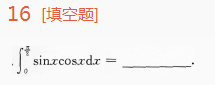 16 [填空题]
∫₀^{π/2} sinxcosxdx = ________.